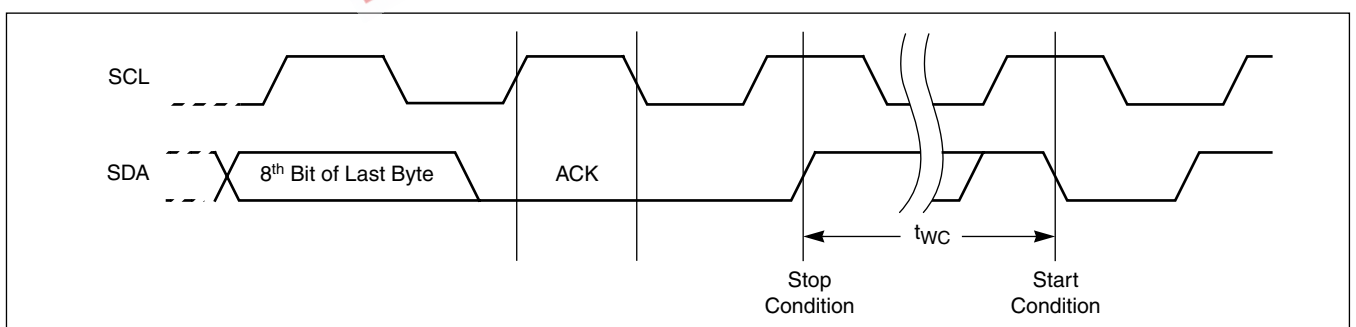 SCL
SDA
8th Bit of Last Byte
ACK
tWC
Stop
Condition
Start
Condition